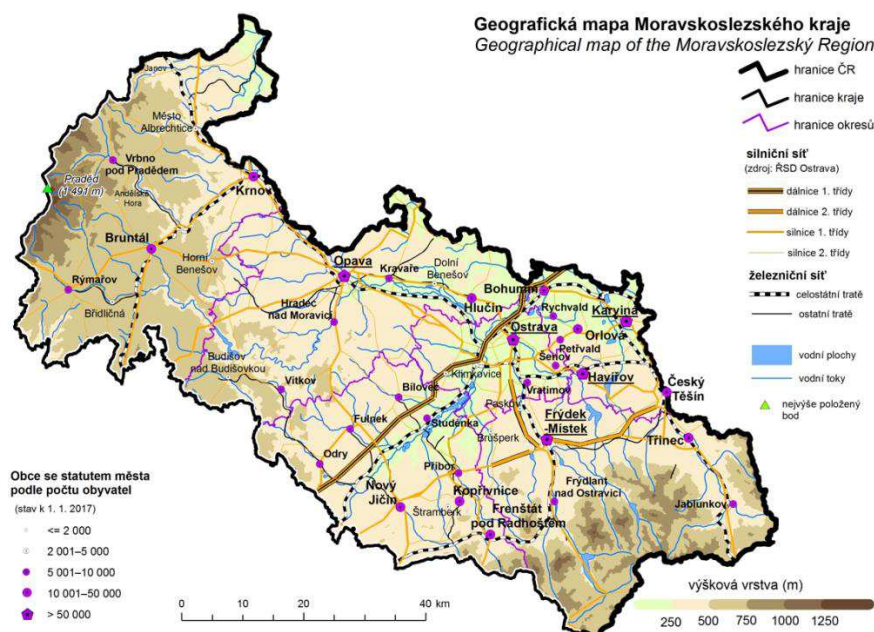 Geografická mapa Moravskoslezského kraje
Geographical map of the Moravskoslezský Region
hranice ČR
hranice kraje
hranice okresů
silniční síť
(zdroj: ŘSD Ostrava)
dálnice 1. třídy
dálnice 2. třídy
silnice 1. třídy
silnice 2. třídy
železniční síť
celostátní tratě
ostatní tratě
vodní plochy
vodní toky
nejvýše položený
bod
Janov
Město
Albrechtice
Vrbno
pod Pradědem
Praděd
(1 491 m)
Andělská
Hora
Krnov
Bruntál
Horní
Benešov
Rýmařov
Břidličná
Opava
Kravaře
Dolní
Benešov
Hradec
nad Moravicí
Hlučín
Bohumín
Rychvald
Karviná
Ostrava
Orlová
Petřvald
Šenov
Havířov
Klimkovice
Vratimov
Český
Těšín
Budišov
nad Budišovkou
Vítkov
Bílovec
Paskov
Studénka
Fulnek
Frýdek
-Místek
Třinec
Brušperk
Odry
Příbor
Nový
Jičín
Kopřivnice
Štramberk
Frýdlant
nad Ostravicí
Frenštát
pod Radhoštěm
Jablunkov
Obce se statutem města
podle počtu obyvatel
(stav k 1. 1. 2017)
<= 2 000
2 001–5 000
5 001–10 000
10 001–50 000
> 50 000
0 10 20 40 km
výšková vrstva (m)
250 500 750 1000 1250